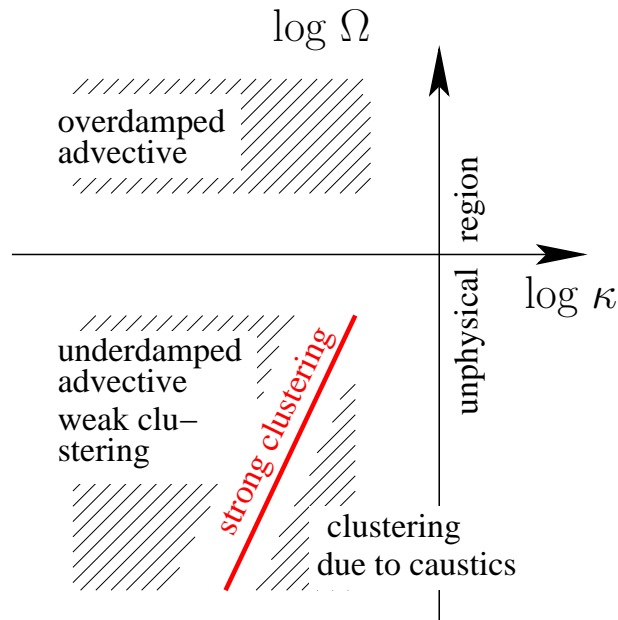 log Ω
overdamped
advective
unphysical region
log κ
underdamped
advective
weak clu−
stering
strong clustering
clustering
due to caustics